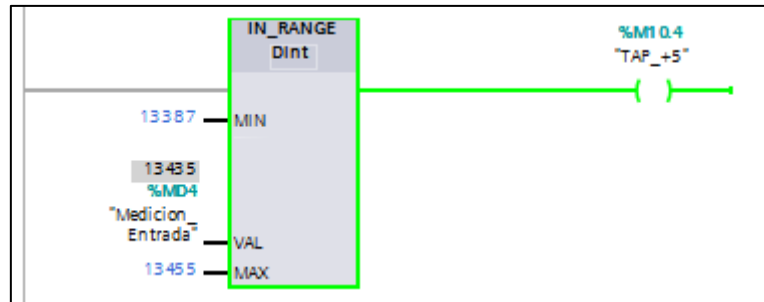 IN_RANGE
DInt
%M10.4
"TAP_+5"
13387
MIN
13435
%MD4
"Medicion_
Entrada"
VAL
13455
MAX